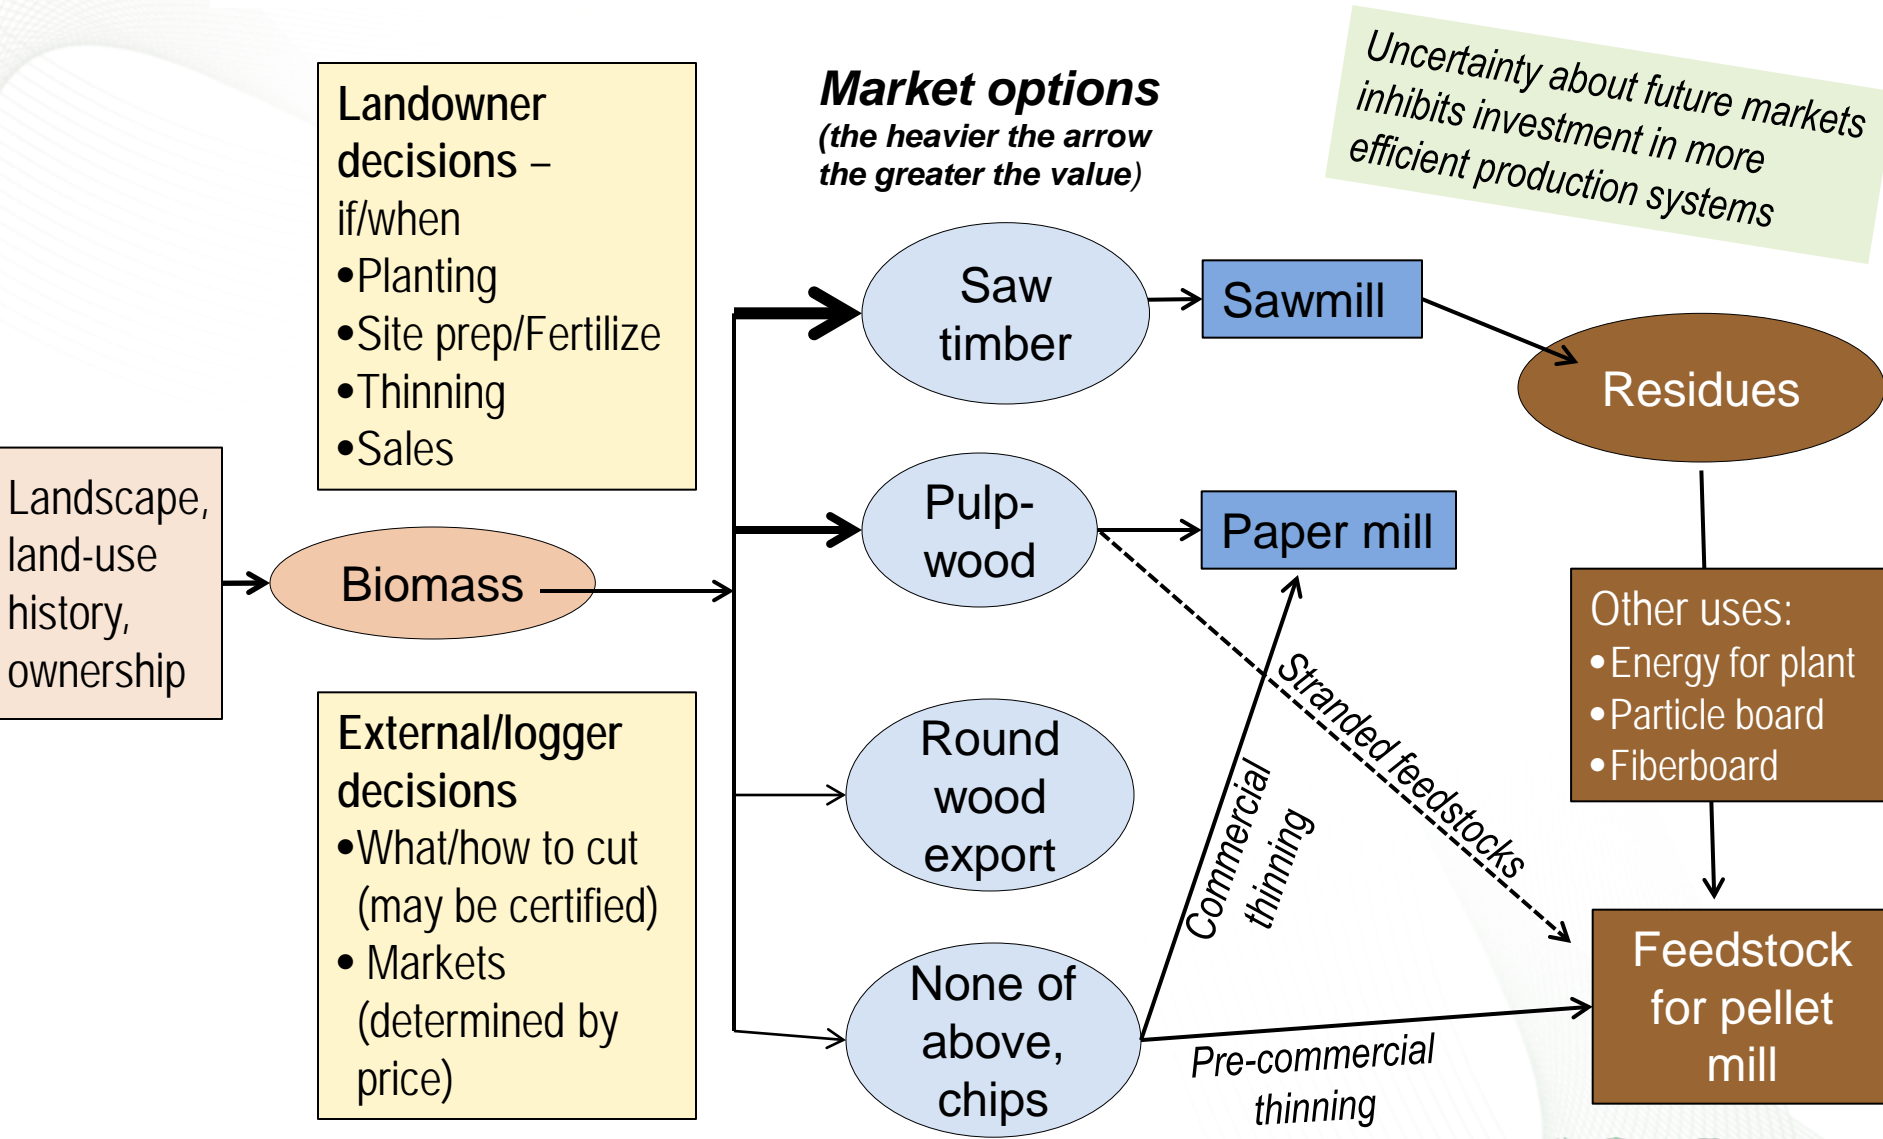 Landscape,
land-use
history,
ownership
Landowner
decisions –
if/when
•Planting
•Site prep/Fertilize
•Thinning
•Sales
Biomass
External/logger
decisions
•What/how to cut
(may be certified)
• Markets
(determined by
price)
Market options
(the heavier the arrow
the greater the value)
Saw
timber
Pulp-
wood
Round
wood
export
None of
above,
chips
Sawmill
Paper mill
Commercial
thinning
Stranded feedstocks
Pre-commercial
thinning
Uncertainty about future markets
inhibits investment in more
efficient production systems
Residues
Other uses:
•Energy for plant
•Particle board
•Fiberboard
Feedstock
for pellet
mill